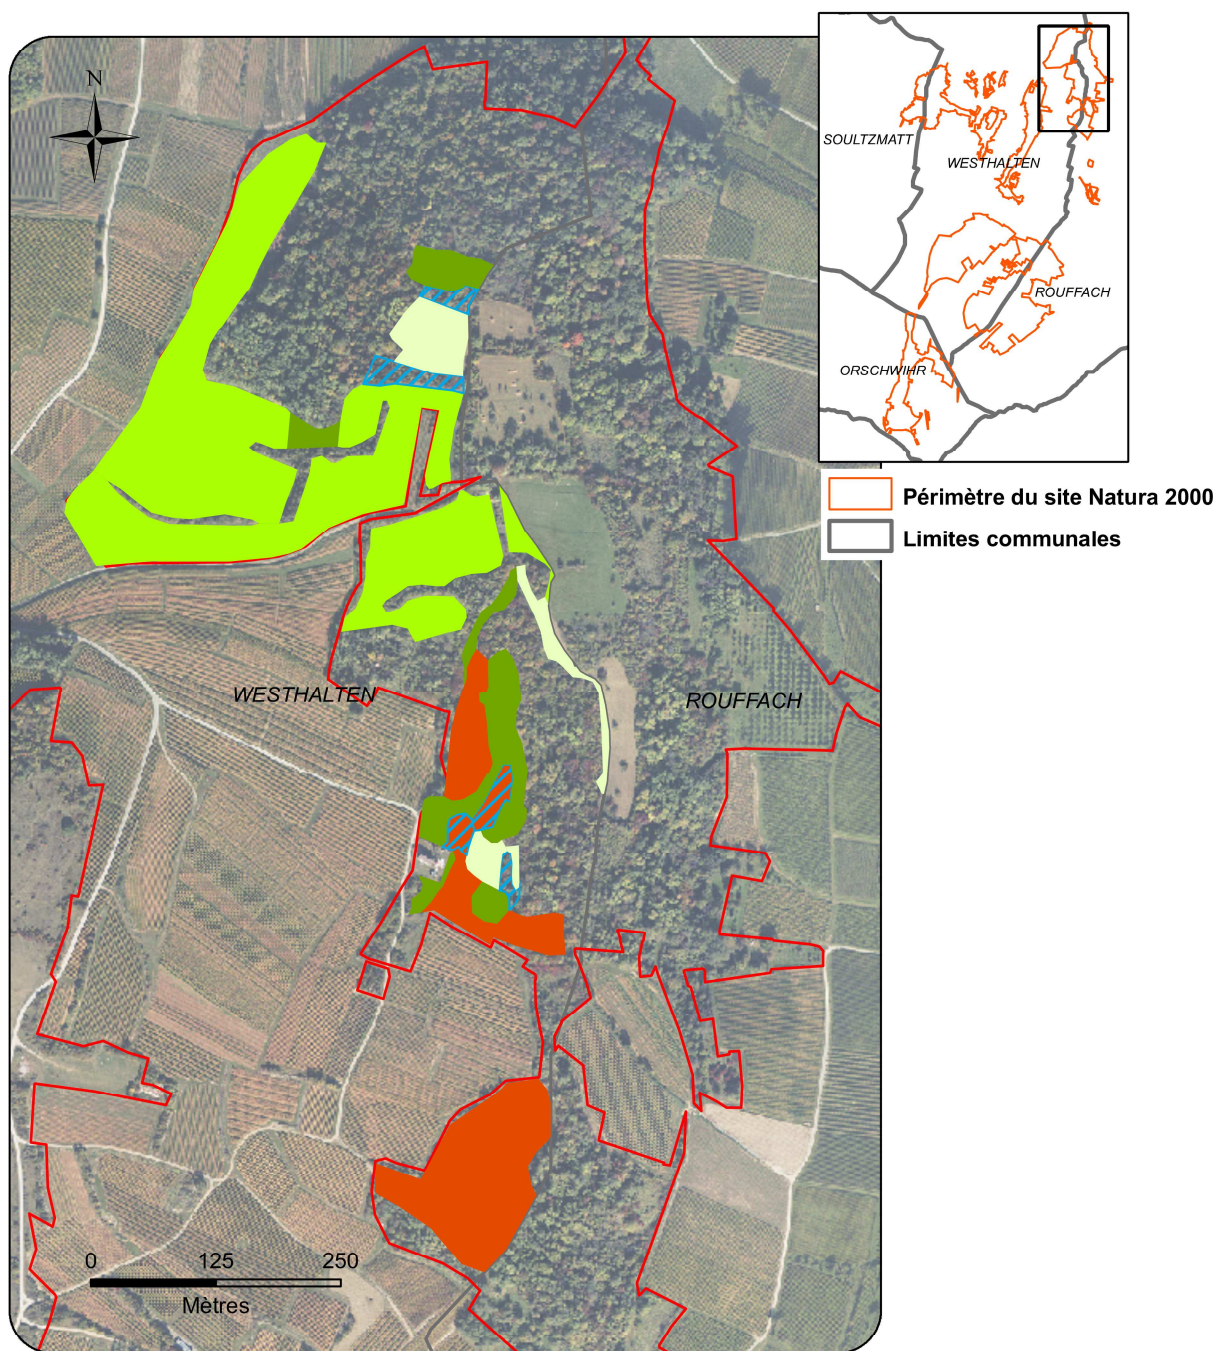 N
SOULTZMATT
WESTHALTEN
ROUFFACH
ORSCHWIHR
Périmètre du site Natura 2000
Limites communales
WESTHALTEN
ROUFFACH
0 125 250
Mètres